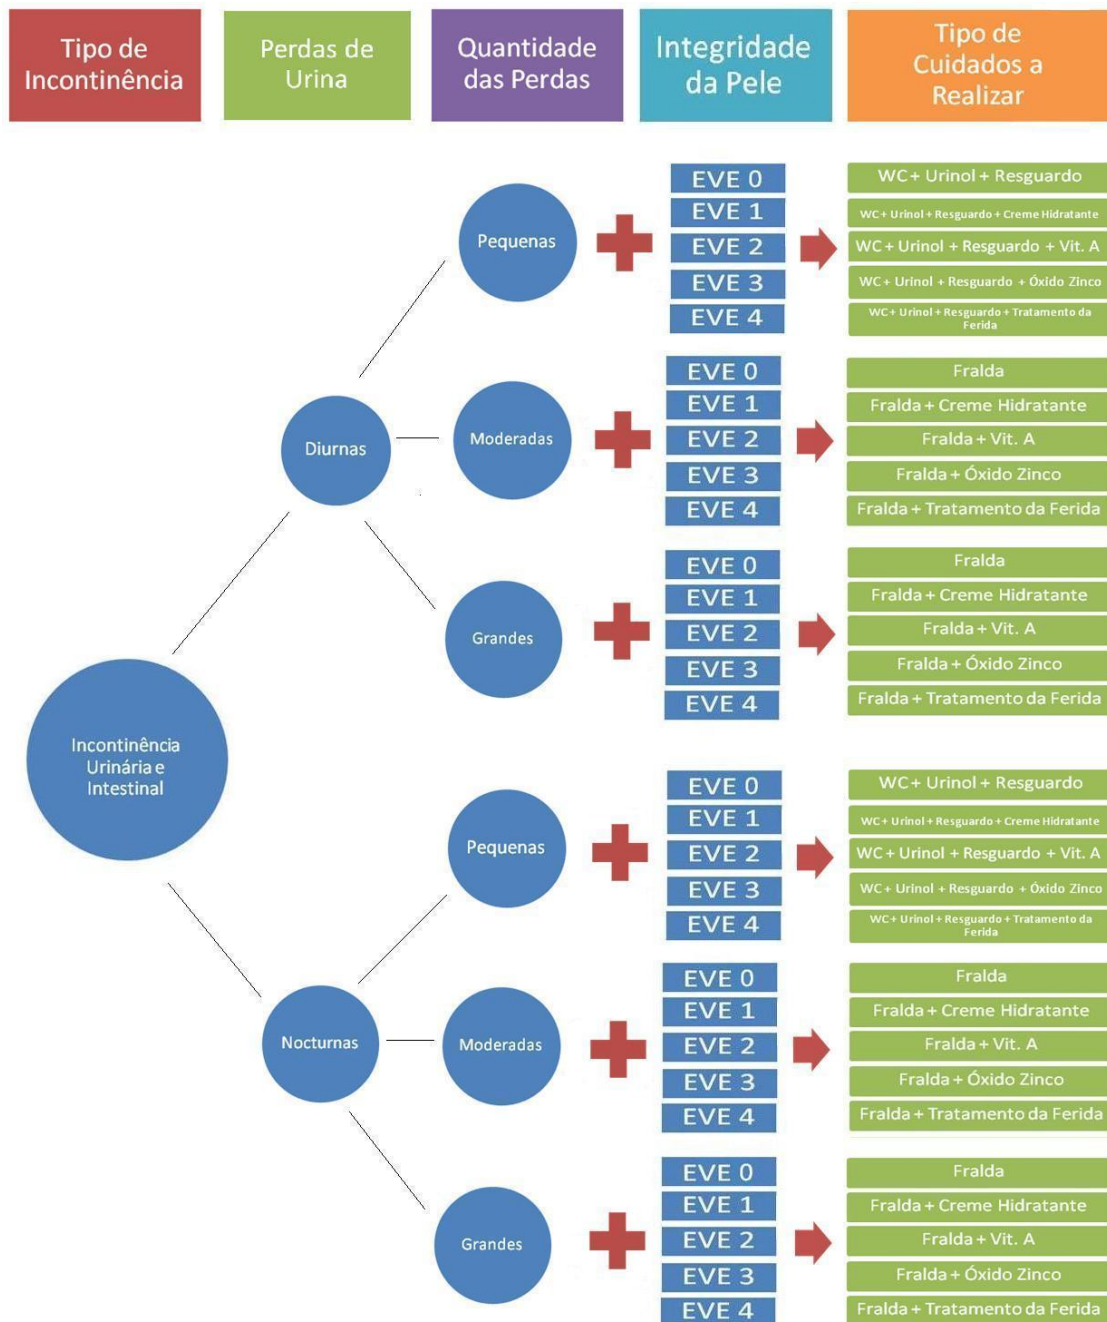 Tipo de
Incontinência
Perdas de
Urina
Quantidade
das Perdas
Integridade
da Pele
Tipo de
Cuidados a
Realizar
Incontinência
Urinária e
Intestinal
Diurnas
Pequenas
EVE 0
EVE 1
EVE 2
EVE 3
EVE 4
WC + Urinol + Resguardo
WC + Urinol + Resguardo + Creme Hidratante
WC + Urinol + Resguardo + Vit. A
WC + Urinol + Resguardo + Óxido Zinco
WC + Urinol + Resguardo + Tratamento da
Ferida
Moderadas
EVE 0
EVE 1
EVE 2
EVE 3
EVE 4
Fralda
Fralda + Creme Hidratante
Fralda + Vit. A
Fralda + Óxido Zinco
Fralda + Tratamento da Ferida
Grandes
EVE 0
EVE 1
EVE 2
EVE 3
EVE 4
Fralda
Fralda + Creme Hidratante
Fralda + Vit. A
Fralda + Óxido Zinco
Fralda + Tratamento da Ferida
Nocturnas
Pequenas
EVE 0
EVE 1
EVE 2
EVE 3
EVE 4
WC + Urinol + Resguardo
WC + Urinol + Resguardo + Creme Hidratante
WC + Urinol + Resguardo + Vit. A
WC + Urinol + Resguardo + Óxido Zinco
WC + Urinol + Resguardo + Tratamento da
Ferida
Moderadas
EVE 0
EVE 1
EVE 2
EVE 3
EVE 4
Fralda
Fralda + Creme Hidratante
Fralda + Vit. A
Fralda + Óxido Zinco
Fralda + Tratamento da Ferida
Grandes
EVE 0
EVE 1
EVE 2
EVE 3
EVE 4
Fralda
Fralda + Creme Hidratante
Fralda + Vit. A
Fralda + Óxido Zinco
Fralda + Tratamento da Ferida